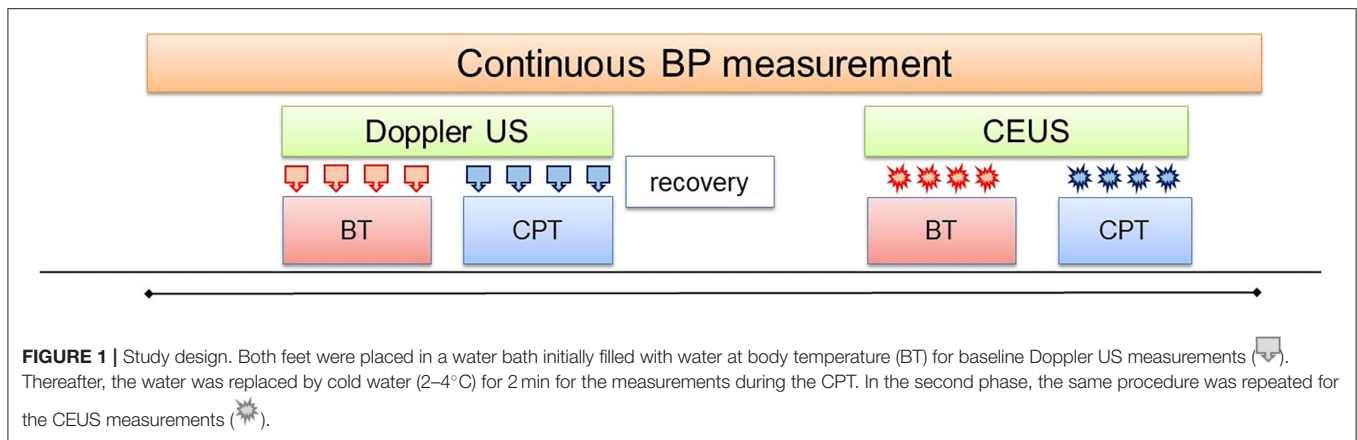 Continuous BP measurement
Doppler US
CEUS
recovery
BT
CPT
BT
CPT
FIGURE 1 | Study design. Both feet were placed in a water bath initially filled with water at body temperature (BT) for baseline Doppler US measurements ( ).
Thereafter, the water was replaced by cold water (2–4°C) for 2 min for the measurements during the CPT. In the second phase, the same procedure was repeated for
the CEUS measurements ( ).